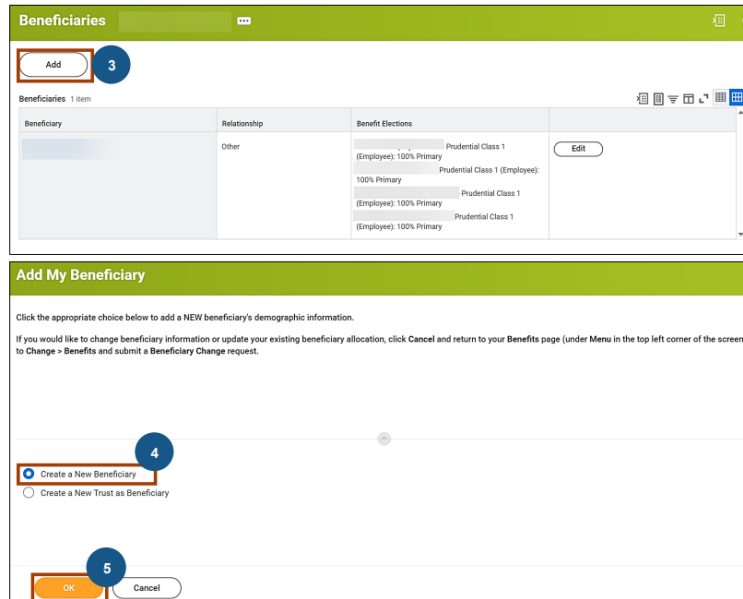 Beneficiaries
Add
3
Beneficiaries 1 item
Beneficiary
Relationship
Benefit Elections
Other
Prudential Class 1
(Employee): 100% Primary
Prudential Class 1 (Employee):
100% Primary
- Prudential Class 1
(Employee): 100% Primary
Prudential Class 1
(Employee): 100% Primary
Edit
Add My Beneficiary
Click the appropriate choice below to add a NEW beneficiary's demographic information.
If you would like to change beneficiary information or update your existing beneficiary allocation, click Cancel and return to your Benefits page (under Menu in the top left corner of the screen
to Change > Benefits and submit a Beneficiary Change request.
4
Create a New Beneficiary
Create a New Trust as Beneficiary
5
OK
Cancel